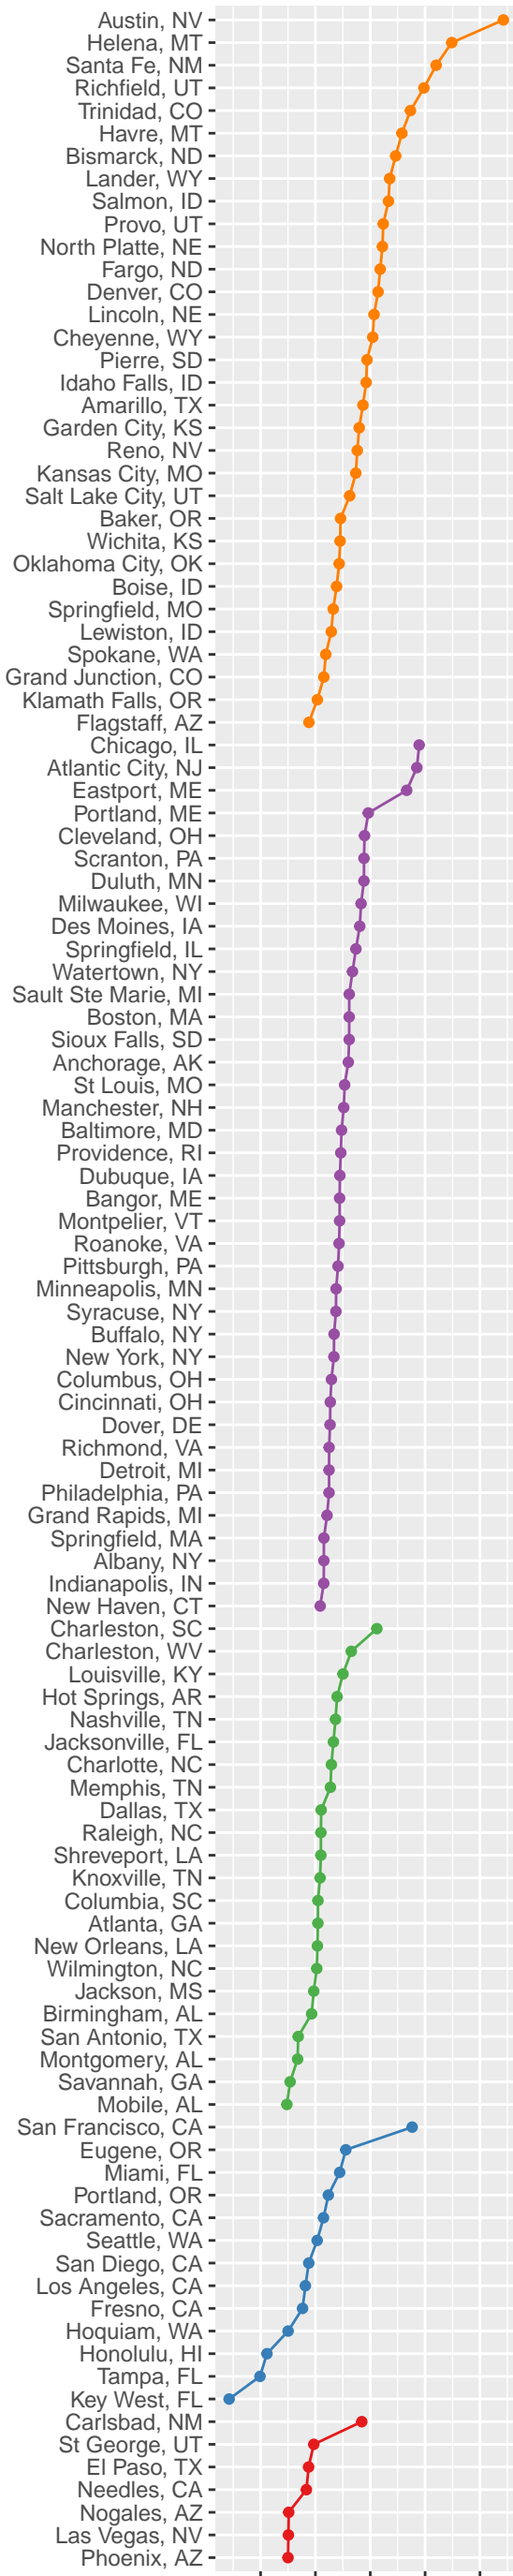 Austin, NV
Helena, MT
Santa Fe, NM
Richfield, UT
Trinidad, CO
Havre, MT
Bismarck, ND
Lander, WY
Salmon, ID
Provo, UT
North Platte, NE
Fargo, ND
Denver, CO
Lincoln, NE
Cheyenne, WY
Pierre, SD
Idaho Falls, ID
Amarillo, TX
Garden City, KS
Reno, NV
Kansas City, MO
Salt Lake City, UT
Baker, OR
Wichita, KS
Oklahoma City, OK
Boise, ID
Springfield, MO
Lewiston, ID
Spokane, WA
Grand Junction, CO
Klamath Falls, OR
Flagstaff, AZ
Chicago, IL
Atlantic City, NJ
Eastport, ME
Portland, ME
Cleveland, OH
Scranton, PA
Duluth, MN
Milwaukee, WI
Des Moines, IA
Springfield, IL
Watertown, NY
Sault Ste Marie, MI
Boston, MA
Sioux Falls, SD
Anchorage, AK
St Louis, MO
Manchester, NH
Baltimore, MD
Providence, RI
Dubuque, IA
Bangor, ME
Montpelier, VT
Roanoke, VA
Pittsburgh, PA
Minneapolis, MN
Syracuse, NY
Buffalo, NY
New York, NY
Columbus, OH
Cincinnati, OH
Dover, DE
Richmond, VA
Detroit, MI
Philadelphia, PA
Grand Rapids, MI
Springfield, MA
Albany, NY
Indianapolis, IN
New Haven, CT
Charleston, SC
Charleston, WV
Louisville, KY
Hot Springs, AR
Nashville, TN
Jacksonville, FL
Charlotte, NC
Memphis, TN
Dallas, TX
Raleigh, NC
Shreveport, LA
Knoxville, TN
Columbia, SC
Atlanta, GA
New Orleans, LA
Wilmington, NC
Jackson, MS
Birmingham, AL
San Antonio, TX
Montgomery, AL
Savannah, GA
Mobile, AL
San Francisco, CA
Eugene, OR
Miami, FL
Portland, OR
Sacramento, CA
Seattle, WA
San Diego, CA
Los Angeles, CA
Fresno, CA
Hoquiam, WA
Honolulu, HI
Tampa, FL
Key West, FL
Carlsbad, NM
St George, UT
El Paso, TX
Needles, CA
Nogales, AZ
Las Vegas, NV
Phoenix, AZ